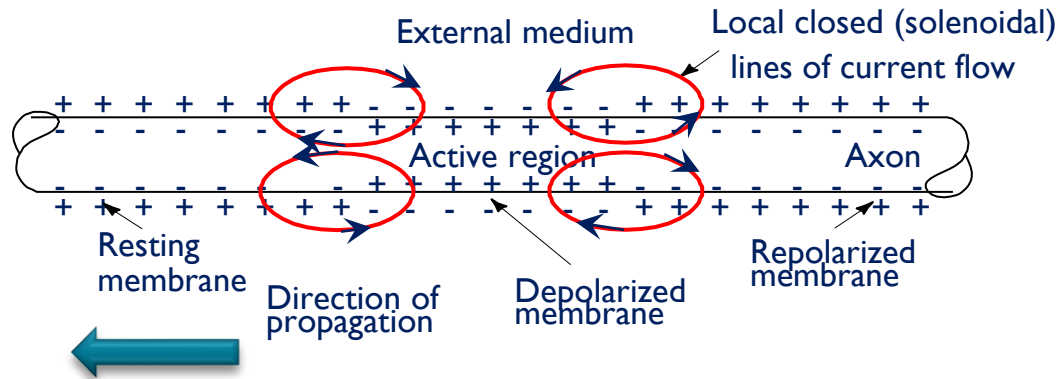 Local closed (solenoidal)
lines of current flow
External medium
Active region
Axon
Resting
membrane
Direction of
propagation
Depolarized
membrane
Repolarized
membrane